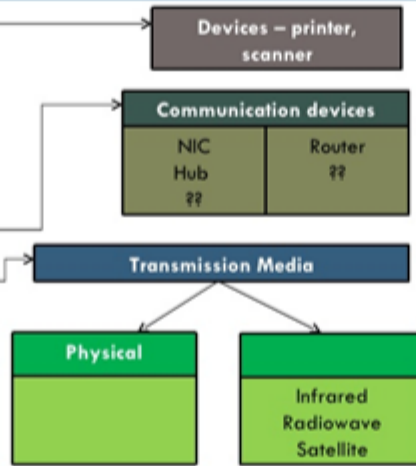 Devices – printer,
scanner
Communication devices
NIC
Hub
??
Router
??
Transmission Media
Physical
Infrared
Radiowave
Satellite